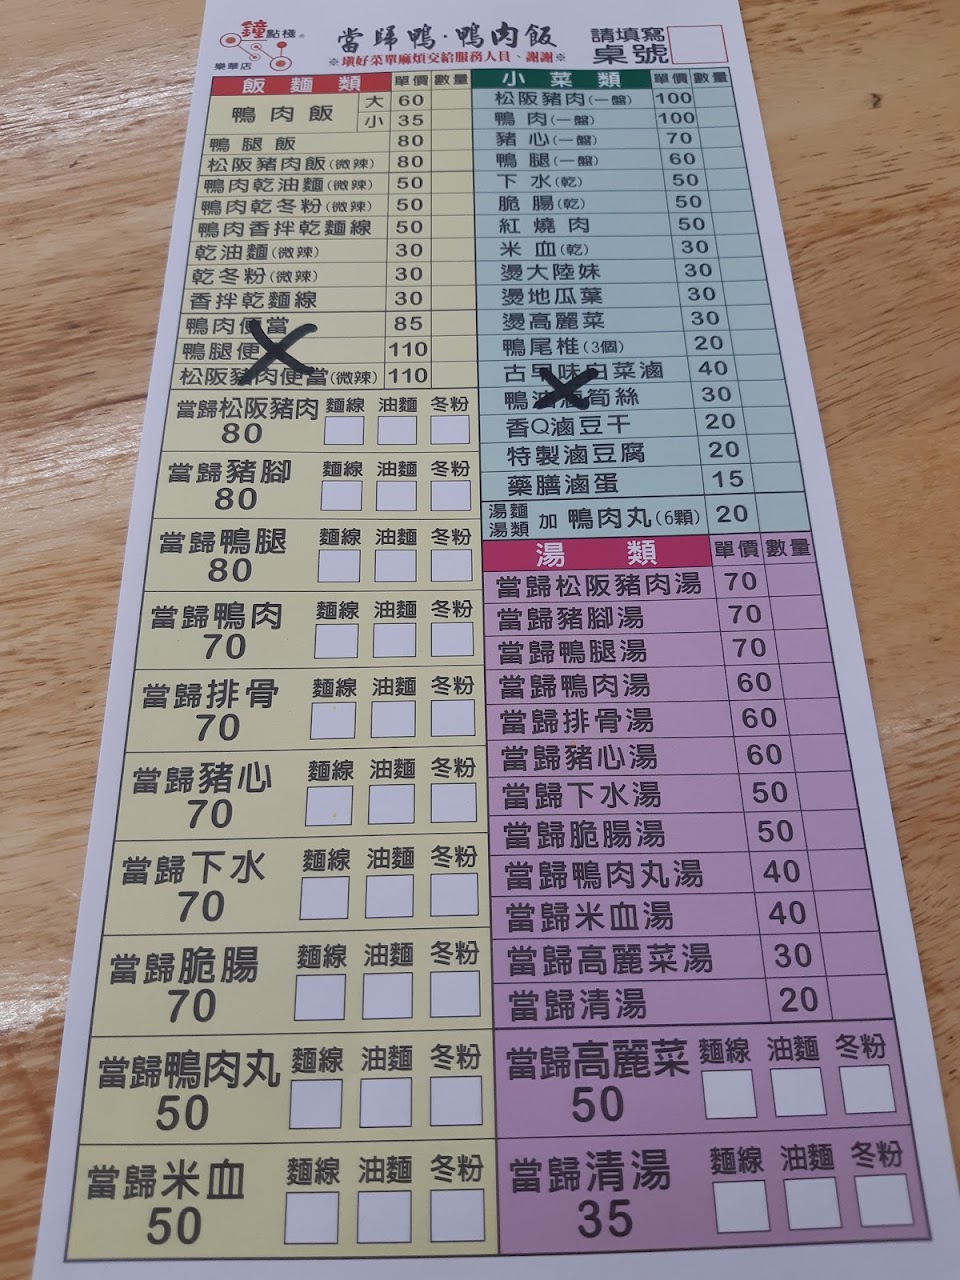 鐘點棧
樂華店
當歸鴨·鴨肉飯
※填好菜單麻煩交給服務人員、謝謝※
請填寫
桌號
飯麵類 單價 數量
鴨肉飯 大 60
小 35
鴨腿飯 80
松阪豬肉飯(微辣) 80
鴨肉乾油麵(微辣) 50
鴨肉乾冬粉(微辣) 50
鴨肉香拌乾麵線 50
乾油麵(微辣) 30
乾冬粉(微辣) 30
香拌乾麵線 30
鴨肉便當 85
鴨腿便 110
松阪豬肉便當(微辣) 110
當歸松阪豬肉 麵線 油麵 冬粉
80
當歸豬腳 麵線 油麵 冬粉
80
當歸鴨腿 麵線 油麵 冬粉
80
當歸鴨肉 麵線 油麵 冬粉
70
當歸排骨 麵線 油麵 冬粉
70
當歸豬心 麵線 油麵 冬粉
70
當歸下水 麵線 油麵 冬粉
70
當歸脆腸 麵線 油麵 冬粉
70
當歸鴨肉丸 麵線 油麵 冬粉
50
當歸米血 麵線 油麵 冬粉
50
小菜類 單價 數量
松阪豬肉(一盤) 100
鴨肉(一盤) 100
豬心(一盤) 70
鴨腿(一盤) 60
下水(乾) 50
脆腸(乾) 50
紅燒肉 50
米血(乾) 30
燙大陸妹 30
燙地瓜葉 30
燙高麗菜 30
鴨尾椎(3個) 20
古早味白菜滷 40
鴨油滷筍絲 30
香Q滷豆干 20
特製滷豆腐 20
藥膳滷蛋 15
湯麵
湯類 加 鴨肉丸(6顆) 20
湯類 單價 數量
當歸松阪豬肉湯 70
當歸豬腳湯 70
當歸鴨腿湯 70
當歸鴨肉湯 60
當歸排骨湯 60
當歸豬心湯 60
當歸下水湯 50
當歸脆腸湯 50
當歸鴨肉丸湯 40
當歸米血湯 40
當歸高麗菜湯 30
當歸清湯 20
當歸高麗菜 麵線 油麵 冬粉
50
當歸清湯 麵線 油麵 冬粉
35